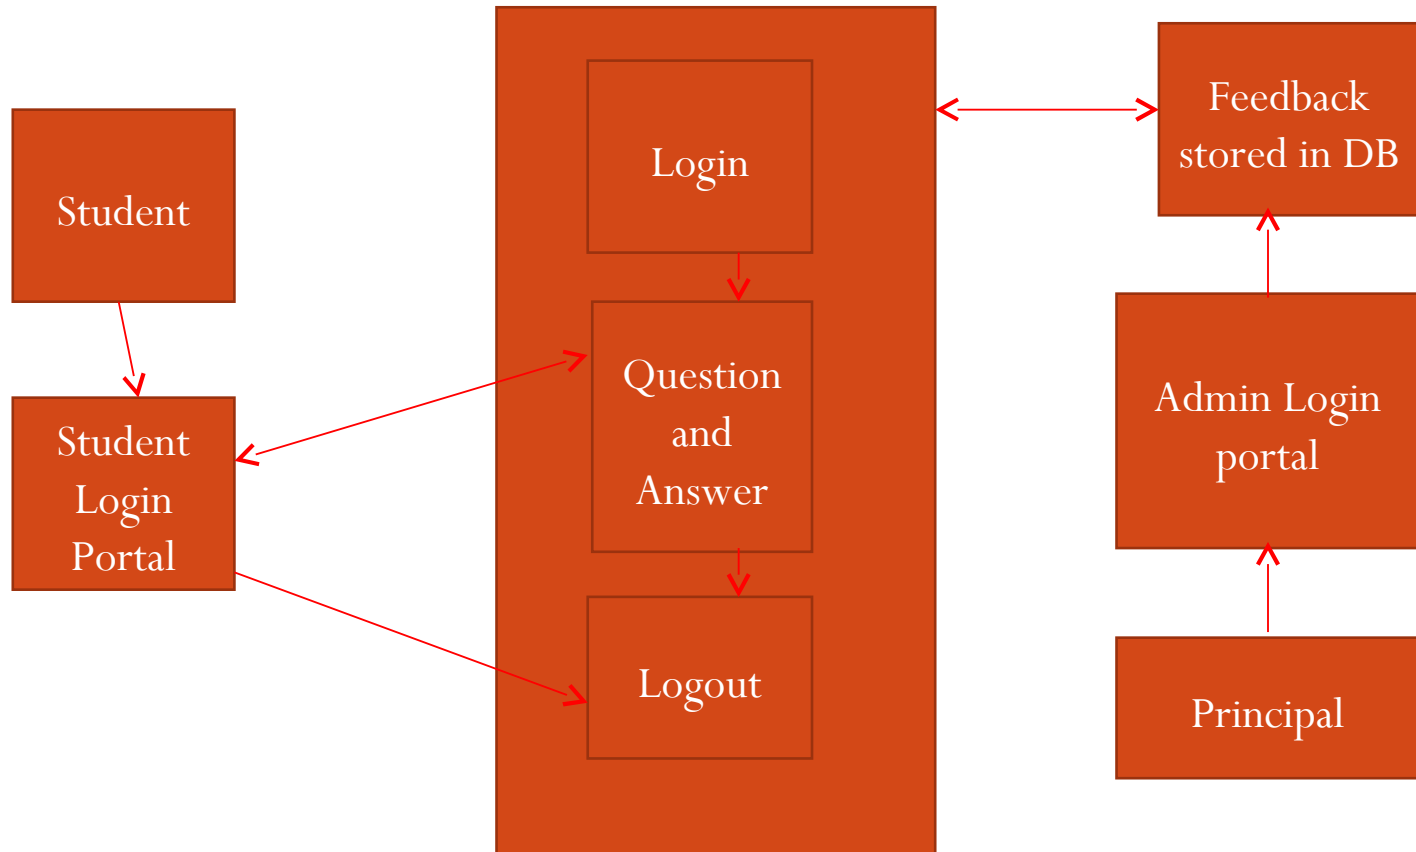 Student
Student
Login
Portal
Login
Question
and
Answer
Logout
Feedback
stored in DB
Admin Login
portal
Principal